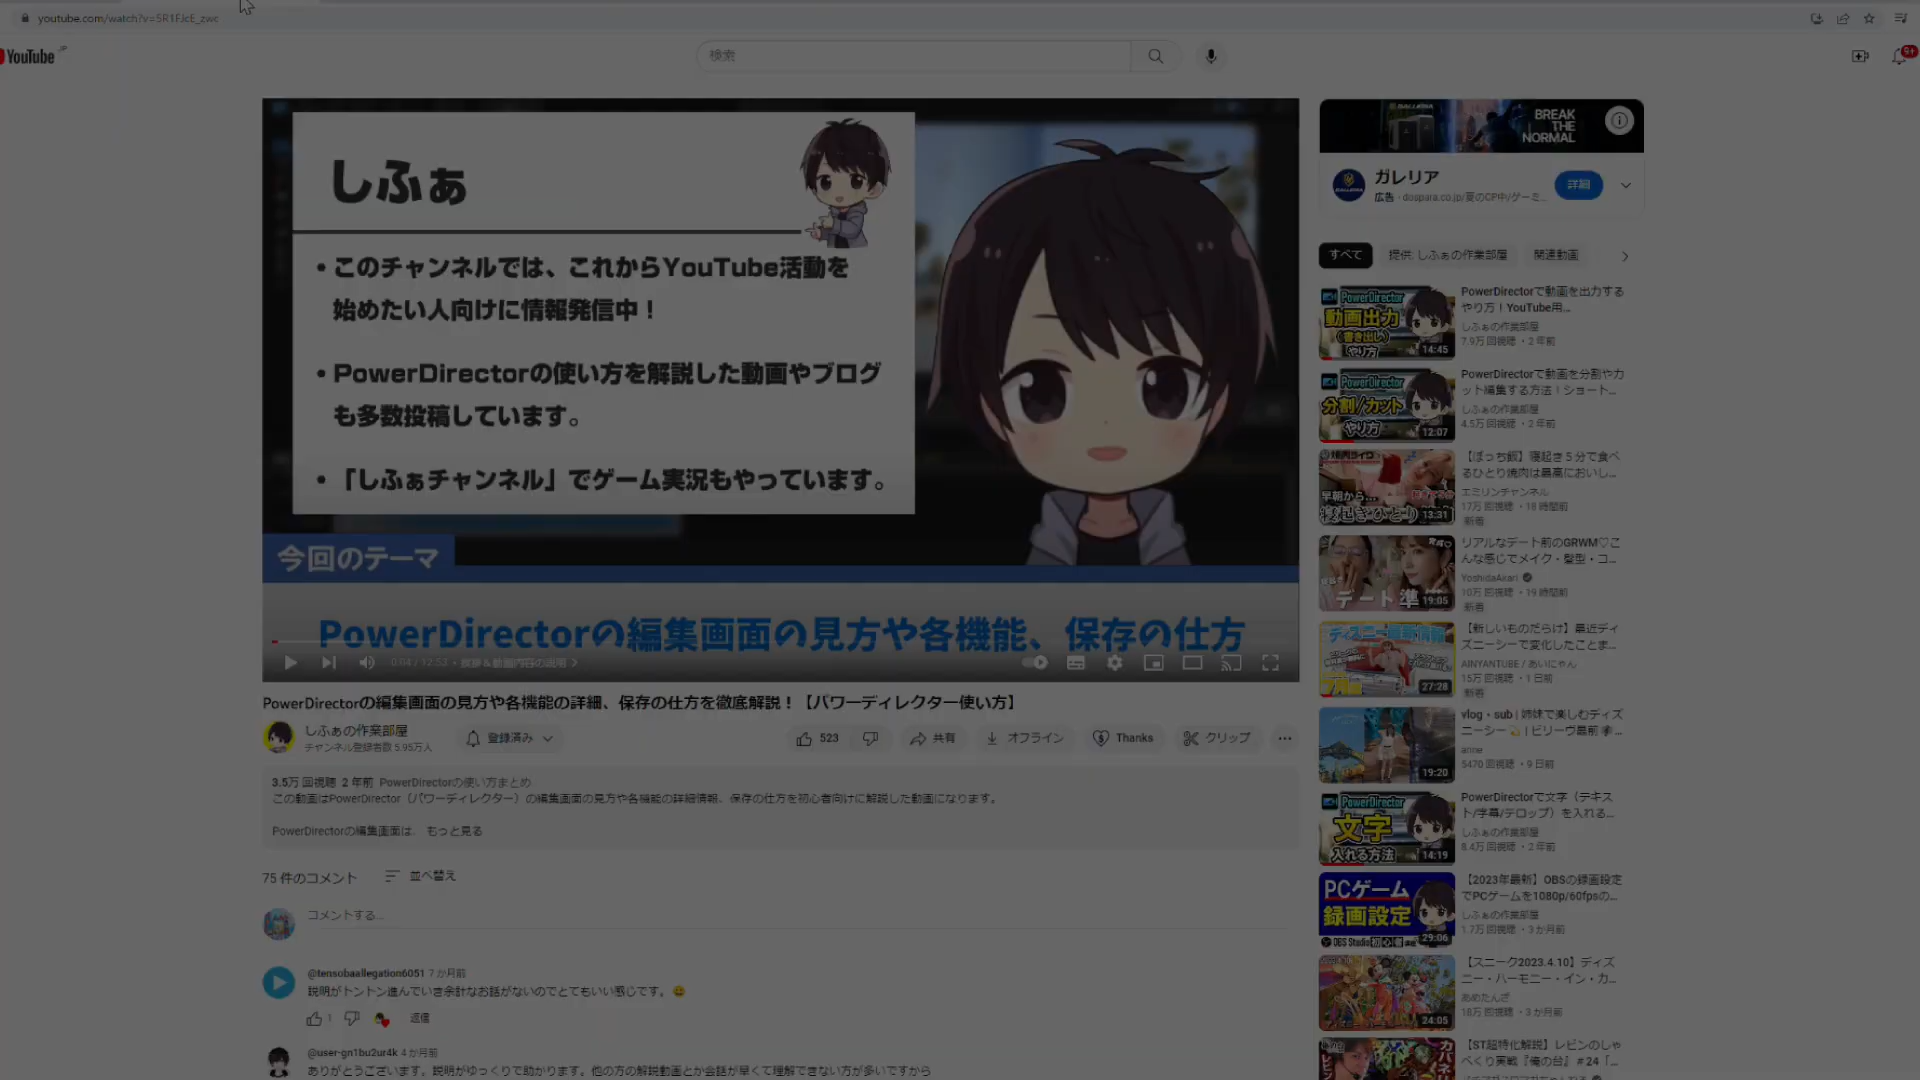 youtube.com/watch?v=5R1FJcE_zwc
YouTube JP
検索
9+
しふぁ
・このチャンネルでは、これからYouTube活動を
始めたい人向けに情報発信中！
・PowerDirectorの使い方を解説した動画やブログ
も多数投稿しています。
・「しふぁチャンネル」でゲーム実況もやっています。
今回のテーマ
PowerDirectorの編集画面の見方や各機能、保存の仕方
0:04 / 12:53・挨拶＆動画内容の説明
PowerDirectorの編集画面の見方や各機能の詳細、保存の仕方を徹底解説！【パワーディレクター使い方】
しふぁの作業部屋
チャンネル登録者数 5.95万人
登録済み
523
共有
オフライン
Thanks
クリップ
3.5万 回視聴 2 年前 PowerDirectorの使い方まとめ
この動画はPowerDirector（パワーディレクター）の編集画面の見方や各機能の詳細情報、保存の仕方を初心者向けに解説した動画になります。
PowerDirectorの編集画面は、 もっと見る
75 件のコメント
並べ替え
コメントする...
@tensobaallegation6051 7 か月前
説明がトントン進んでいき余計なお話がないのでとてもいい感じです。😀
1
返信
@user-gn1bu2ur4k 4 か月前
ありがとうございます。説明がゆっくりで助かります。他の方の解説動画とか会話が早くて理解できない方が多いですから
GALLERIA
BREAK
THE
NORMAL
ガレリア
広告・dospara.co.jp/夏のCP中/ゲーミ...
詳細
すべて
提供: しふぁの作業部屋
関連動画
PowerDirector
動画出力
（書き出し）
やり方
14:45
PowerDirectorで動画を出力する
やり方！YouTube用...
しふぁの作業部屋
7.9万 回視聴・2 年前
PowerDirector
分割/カット
やり方
12:07
PowerDirectorで動画を分割やカ
ット編集する方法！ショート...
しふぁの作業部屋
4.5万 回視聴・2 年前
早朝から...
寝起きひとり
13:31
【ぼっち飯】寝起き５分で食べ
るひとり焼肉は最高においし...
エミリンチャンネル
17万 回視聴・18 時間前
新着
デート準
19:05
リアルなデート前のGRWM♡こ
んな感じでメイク・髪型・コ...
YoshidaAkari
10万 回視聴・19 時間前
新着
ディズニー最新情報
27:28
【新しいものだらけ】最近ディ
ズニーシーで変化したことま...
AINYANTUBE / あいにゃん
15万 回視聴・1 日前
新着
19:20
vlog・sub | 姉妹で楽しむディズ
ニーシー💫 | ビリーヴ最前...
anne
5470 回視聴・9 日前
PowerDirector
文字
入れる方法
14:19
PowerDirectorで文字（テキス
ト/字幕/テロップ）を入れる...
しふぁの作業部屋
8.4万 回視聴・2 年前
PCゲーム
録画設定
OBS Studio初心者
29:06
【2023年最新】OBSの録画設定
でPCゲームを1080p/60fpsの...
しふぁの作業部屋
1.7万 回視聴・3 か月前
24:05
【スニーク2023.4.10】ディズ
ニー・ハーモニー・イン・カ...
あめたんざ
18万 回視聴・3 か月前
【ST超特化解説】レビンのしゃ
べくり実戦『俺の台』＃24「...